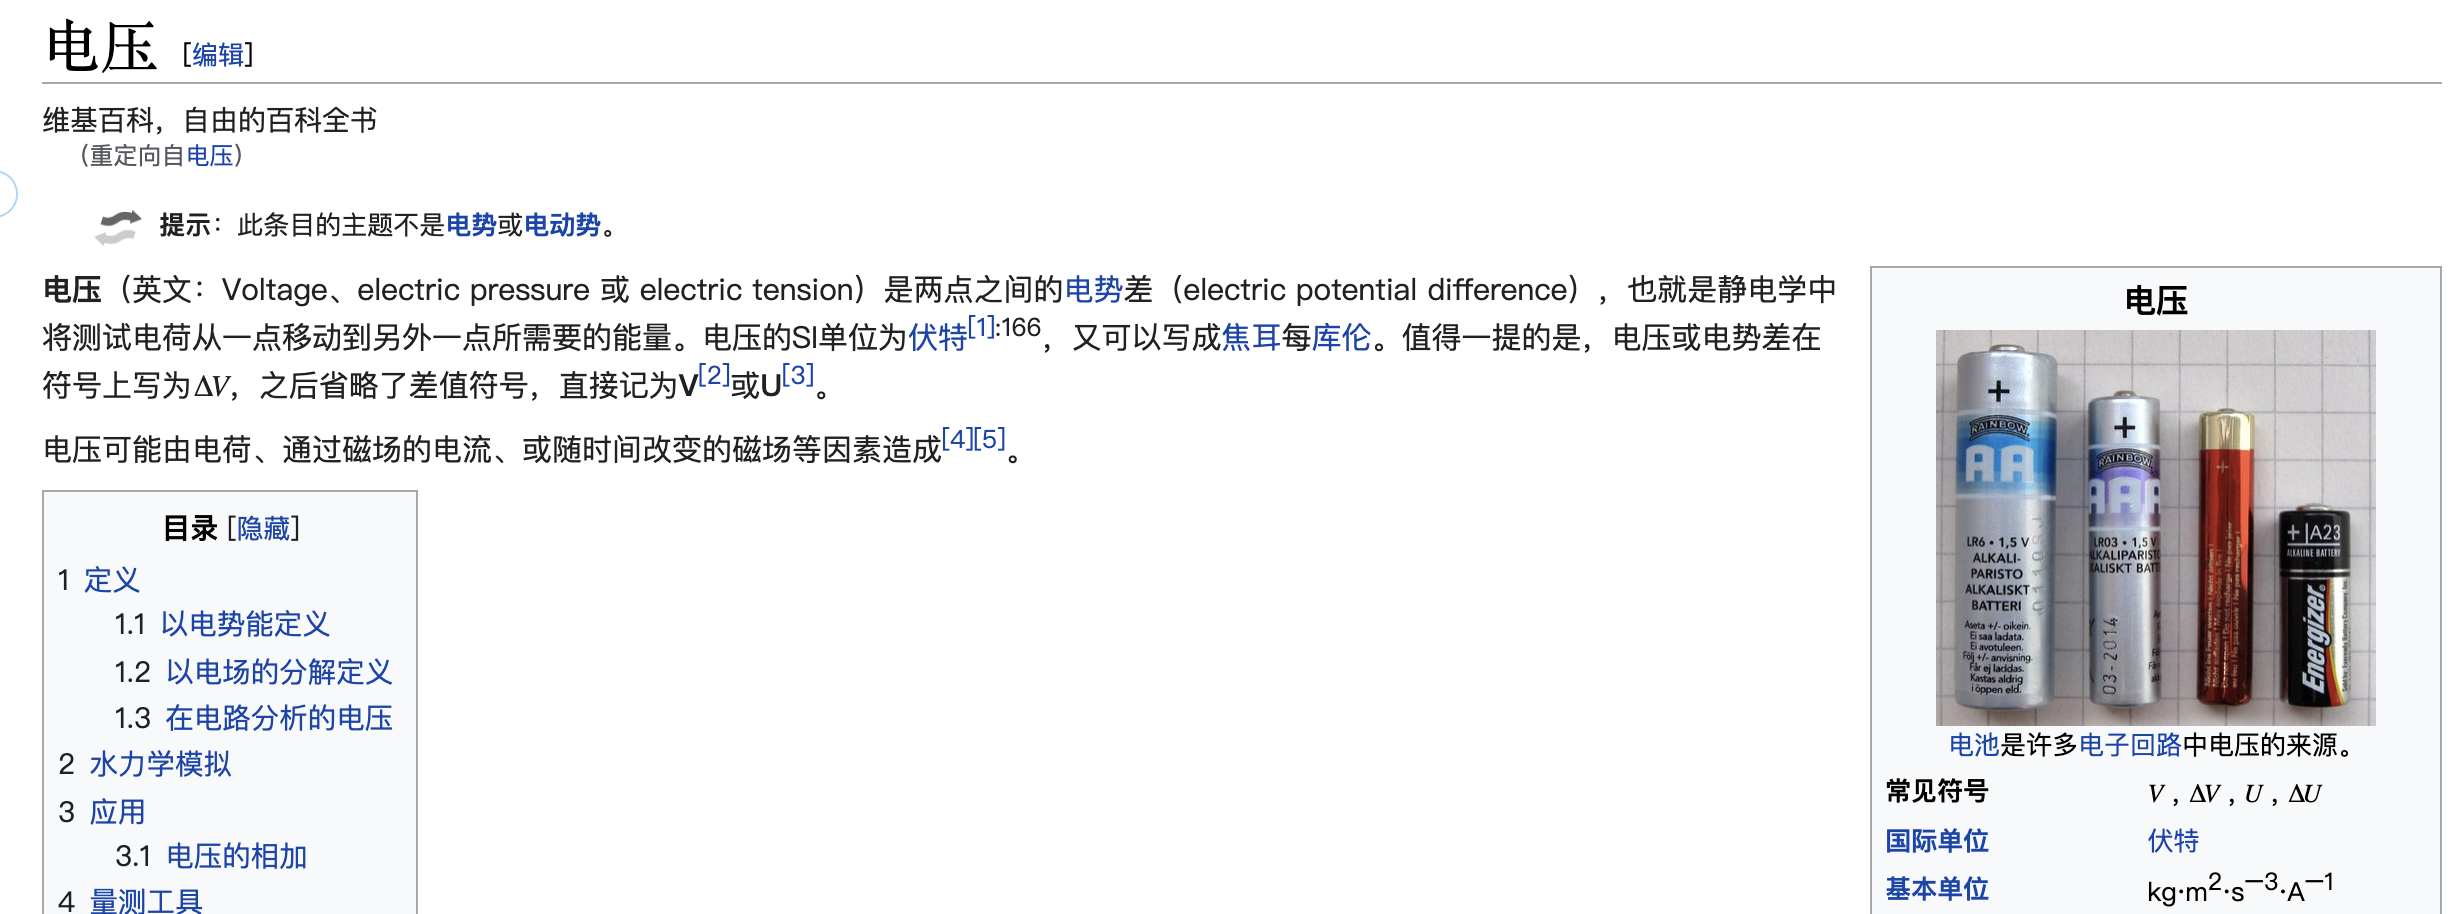 电压 [编辑]
维基百科，自由的百科全书
（重定向自电压）
提示：此条目的主题不是电势或电动势。
电压（英文：Voltage、electric pressure 或 electric tension）是两点之间的电势差（electric potential difference），也就是静电学中
将测试电荷从一点移动到另外一点所需要的能量。电压的SI单位为伏特[1]:166，又可以写成焦耳每库伦。值得一提的是，电压或电势差在
符号上写为ΔV，之后省略了差值符号，直接记为V[2]或U[3]。
电压可能由电荷、通过磁场的电流、或随时间改变的磁场等因素造成[4][5]。
目录 [隐藏]
1 定义
1.1 以电势能定义
1.2 以电场的分解定义
1.3 在电路分析的电压
2 水力学模拟
3 应用
3.1 电压的相加
4 量测工具
电压
+
RAINBOW
AA
LR6 • 1,5 V
ALKALI-
PARISTO
ALKALISKT
BATTERI
Aseta +/- oikein.
Ei saa ladata.
Ei avotuleen.
Följ +/- anvisning.
Får ej laddas.
Kastas aldrig
i öppen eld.
+
RAINBOW
AAA
LR03 • 1,5 V
ALKALIPARIST
KALISKT BATT
03-2014
+
+ |A23
ALKALINE BATTERY
Energizer.
电池是许多电子回路中电压的来源。
常见符号 V , ΔV , U , ΔU
国际单位 伏特
基本单位 kg·m²·s⁻³·A⁻¹